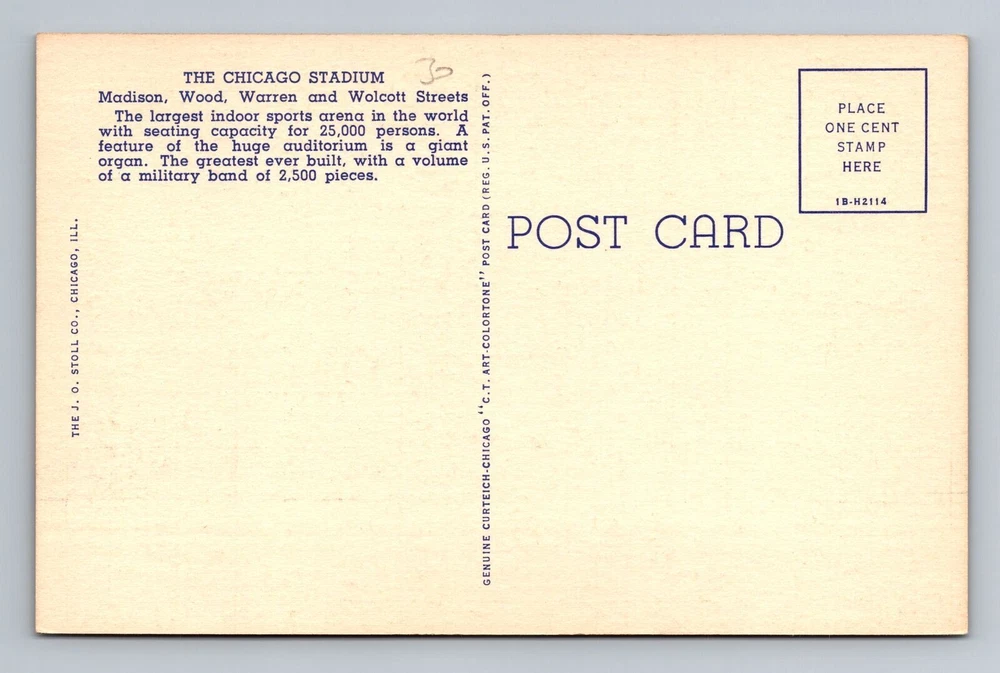 THE CHICAGO STADIUM
Madison, Wood, Warren and Wolcott Streets
The largest indoor sports arena in the world
with seating capacity for 25,000 persons. A
feature of the huge auditorium is a giant
organ. The greatest ever built, with a volume
of a military band of 2,500 pieces.
30
THE J. O. STOLL CO., CHICAGO, ILL.
GENUINE CURTEICH-CHICAGO "C.T. ART-COLORTONE" POST CARD (REG. U.S. PAT. OFF.)
POST CARD
PLACE
ONE CENT
STAMP
HERE
1B-H2114